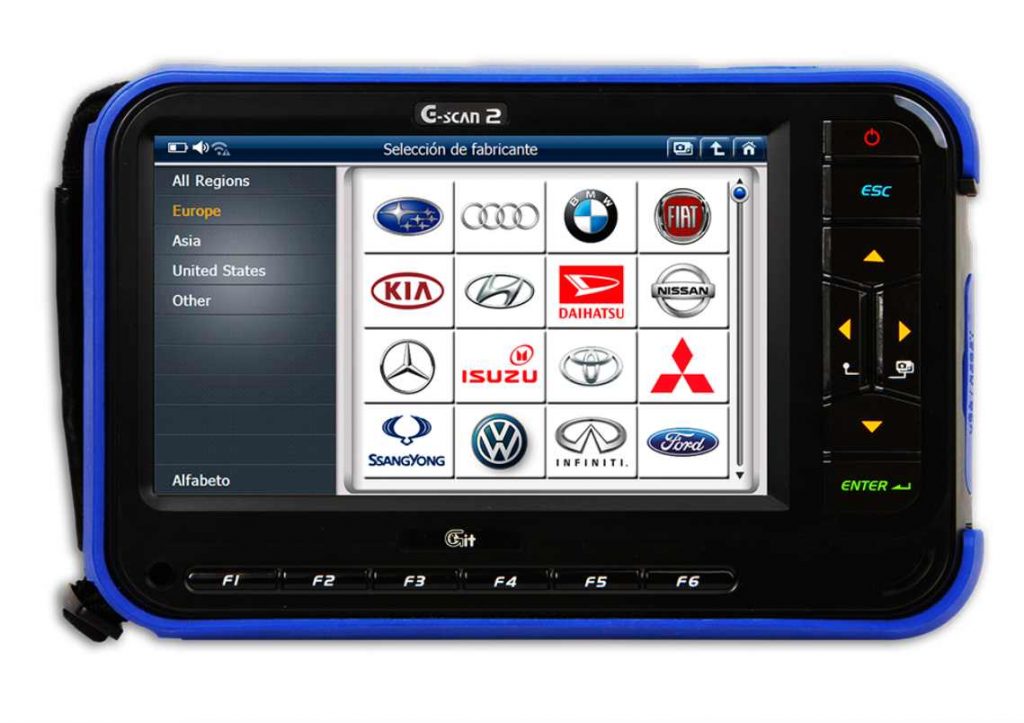 G-scan 2
Selección de fabricante
All Regions
Europe
Asia
United States
Other
Alfabeto
BMW
FIAT
KIA
DAIHATSU
NISSAN
ISUZU
SSANGYONG
INFINITI.
Ford
ESC
ENTER
Git
F1 F2 F3 F4 F5 F6